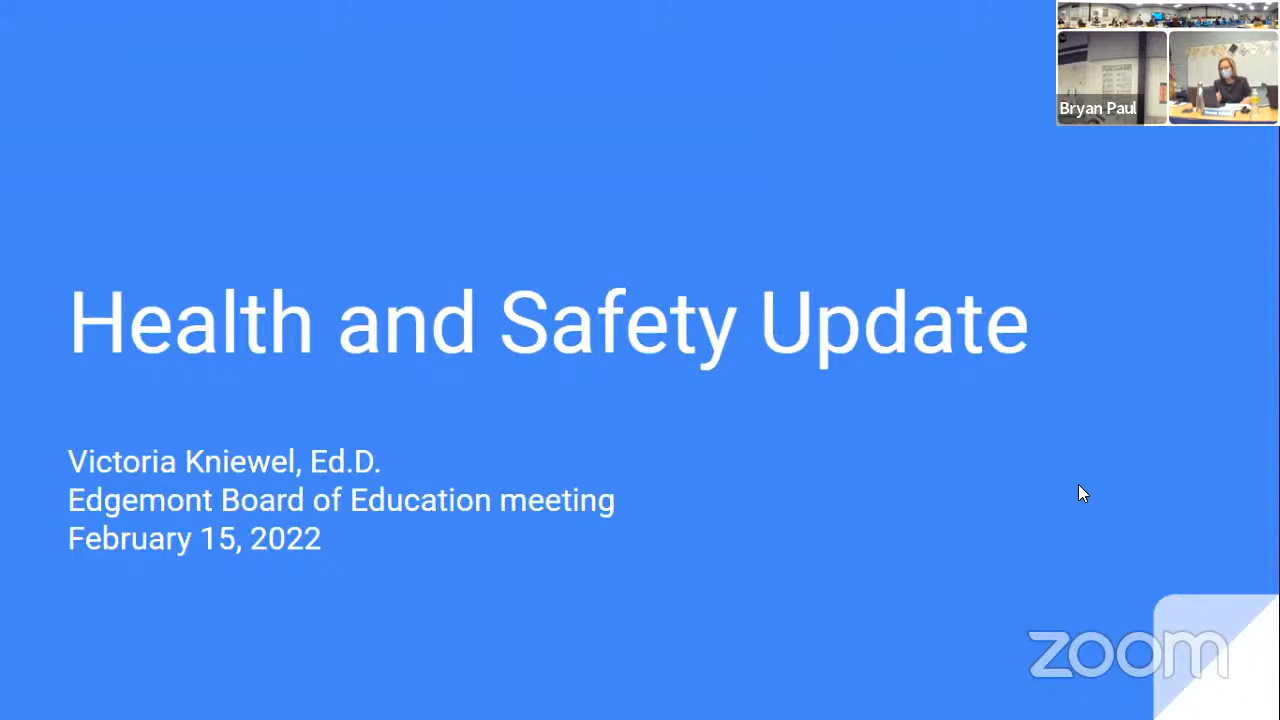 Bryan Paul
Health and Safety Update
Victoria Kniewel, Ed.D.
Edgemont Board of Education meeting
February 15, 2022
zoom